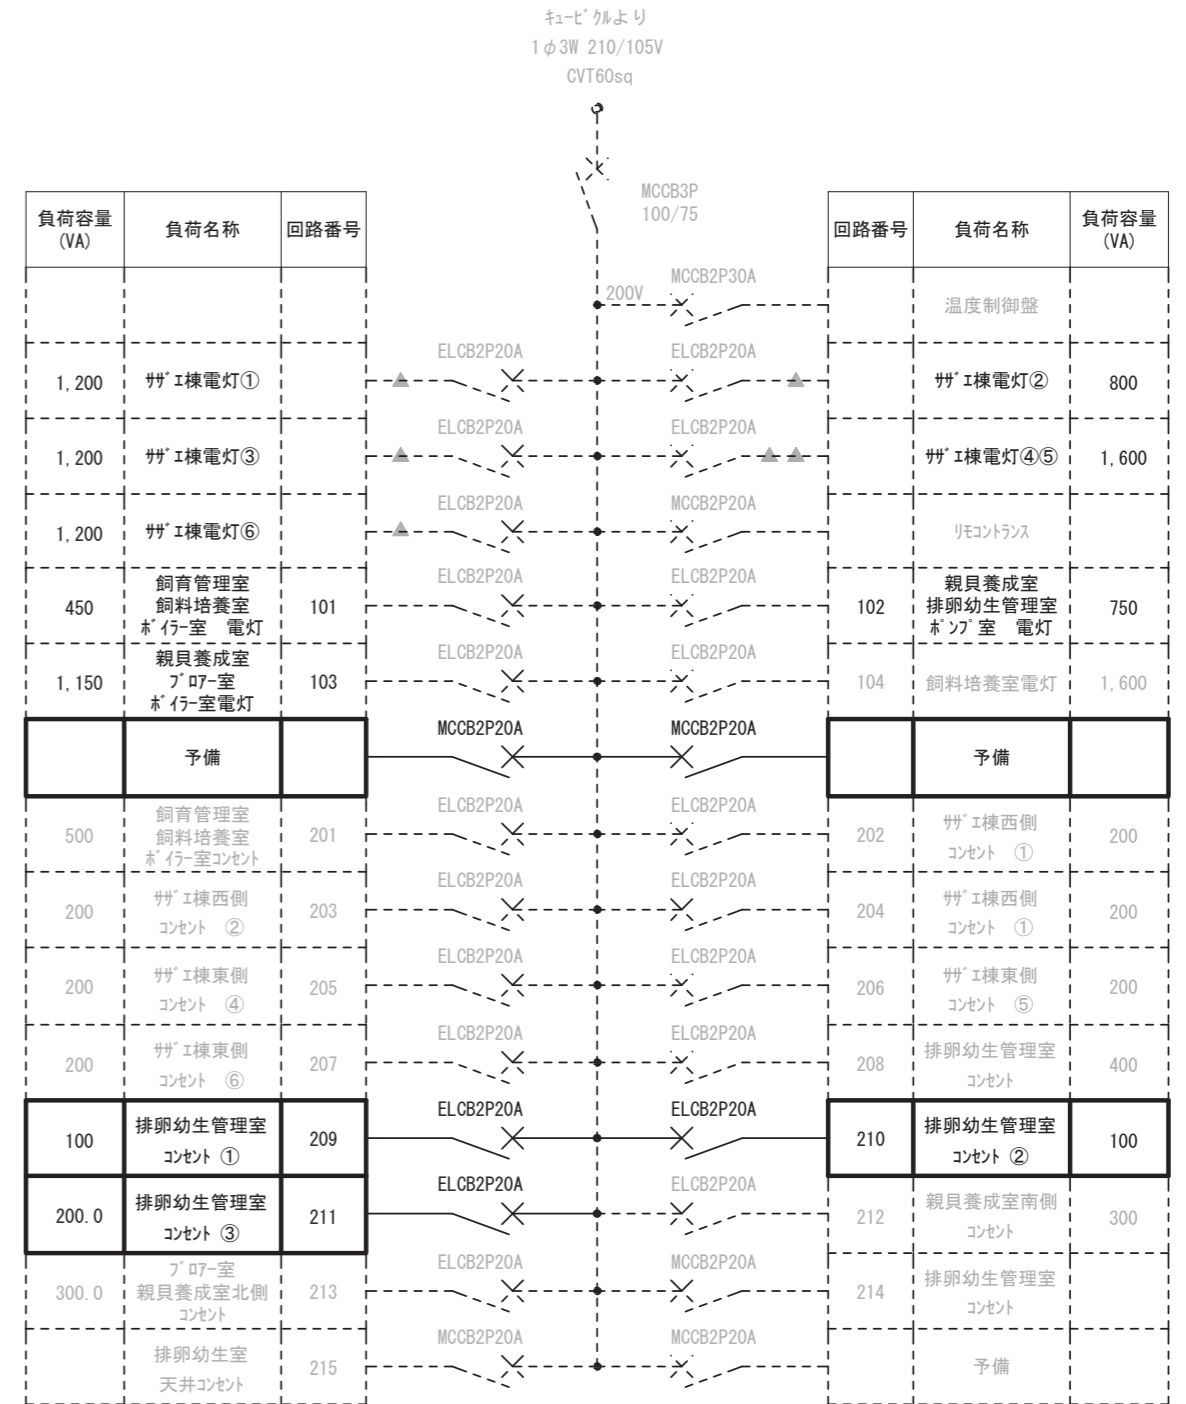 ｷｭｰﾋﾞｸﾙより
1φ3W 210/105V
CVT60sq
MCCB3P
100/75
負荷容量
(VA)
負荷名称
回路番号
回路番号
負荷名称
負荷容量
(VA)
200V
MCCB2P30A
温度制御盤
1,200
ｻｻﾞｴ棟電灯①
ELCB2P20A
ELCB2P20A
ｻｻﾞｴ棟電灯②
800
1,200
ｻｻﾞｴ棟電灯③
ELCB2P20A
ELCB2P20A
ｻｻﾞｴ棟電灯④⑤
1,600
1,200
ｻｻﾞｴ棟電灯⑥
ELCB2P20A
MCCB2P20A
ﾘﾓｺﾝﾄﾗﾝｽ
450
飼育管理室
飼料培養室
ﾎﾞｲﾗｰ室　電灯
101
ELCB2P20A
ELCB2P20A
102
親貝養成室
排卵幼生管理室
ﾎﾟﾝﾌﾟ室　電灯
750
1,150
親貝養成室
ﾌﾞﾛｱｰ室
ﾎﾞｲﾗｰ室電灯
103
ELCB2P20A
ELCB2P20A
104
飼料培養室電灯
1,600
予備
MCCB2P20A
MCCB2P20A
予備
500
飼育管理室
飼料培養室
ﾎﾞｲﾗｰ室ｺﾝｾﾝﾄ
201
ELCB2P20A
ELCB2P20A
202
ｻｻﾞｴ棟西側
ｺﾝｾﾝﾄ　①
200
200
ｻｻﾞｴ棟西側
ｺﾝｾﾝﾄ　②
203
ELCB2P20A
ELCB2P20A
204
ｻｻﾞｴ棟西側
ｺﾝｾﾝﾄ　①
200
200
ｻｻﾞｴ棟東側
ｺﾝｾﾝﾄ　④
205
ELCB2P20A
ELCB2P20A
206
ｻｻﾞｴ棟東側
ｺﾝｾﾝﾄ　⑤
200
200
ｻｻﾞｴ棟東側
ｺﾝｾﾝﾄ　⑥
207
ELCB2P20A
ELCB2P20A
208
排卵幼生管理室
ｺﾝｾﾝﾄ
400
100
排卵幼生管理室
ｺﾝｾﾝﾄ ①
209
ELCB2P20A
ELCB2P20A
210
排卵幼生管理室
ｺﾝｾﾝﾄ ②
100
200.0
排卵幼生管理室
ｺﾝｾﾝﾄ ③
211
ELCB2P20A
ELCB2P20A
212
親貝養成室南側
ｺﾝｾﾝﾄ
300
300.0
ﾌﾞﾛｱｰ室
親貝養成室北側
ｺﾝｾﾝﾄ
213
ELCB2P20A
MCCB2P20A
214
排卵幼生管理室
ｺﾝｾﾝﾄ
排卵幼生室
天井ｺﾝｾﾝﾄ
215
MCCB2P20A
MCCB2P20A
予備